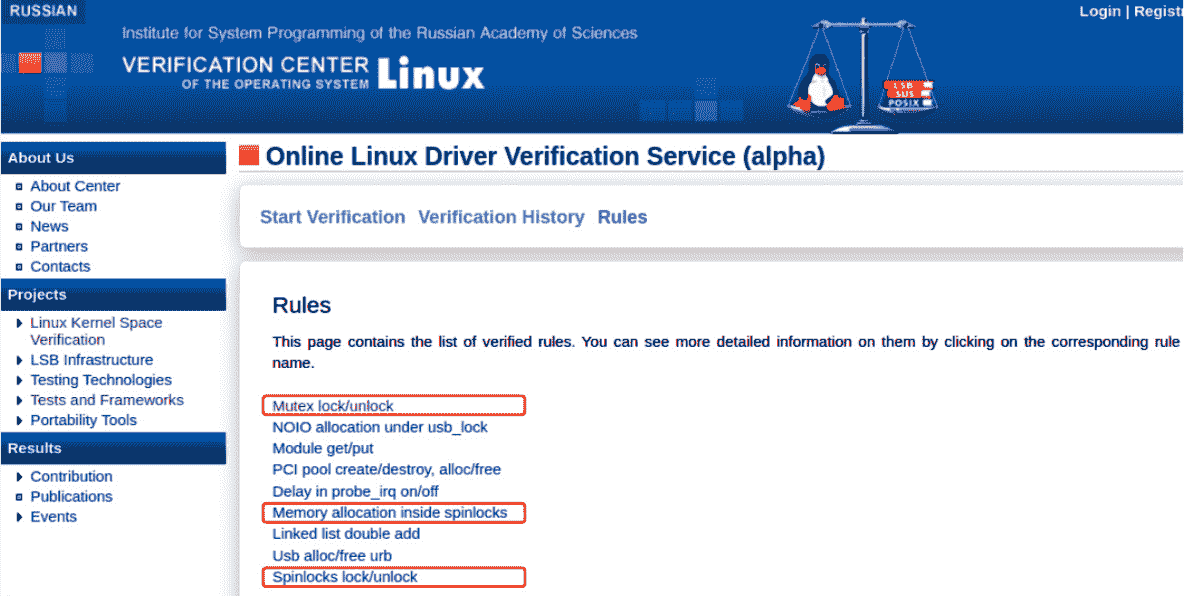 RUSSIAN
Login | Regist
Institute for System Programming of the Russian Academy of Sciences
VERIFICATION CENTER
OF THE OPERATING SYSTEM
Linux
LSB
SUS
POSIX
About Us
About Center
Our Team
News
Partners
Contacts
Projects
Linux Kernel Space
Verification
LSB Infrastructure
Testing Technologies
Tests and Frameworks
Portability Tools
Results
Contribution
Publications
Events
Online Linux Driver Verification Service (alpha)
Start Verification Verification History Rules
Rules
This page contains the list of verified rules. You can see more detailed information on them by clicking on the corresponding rule
name.
Mutex lock/unlock
NOIO allocation under usb_lock
Module get/put
PCI pool create/destroy, alloc/free
Delay in probe_irq on/off
Memory allocation inside spinlocks
Linked list double add
Usb alloc/free urb
Spinlocks lock/unlock